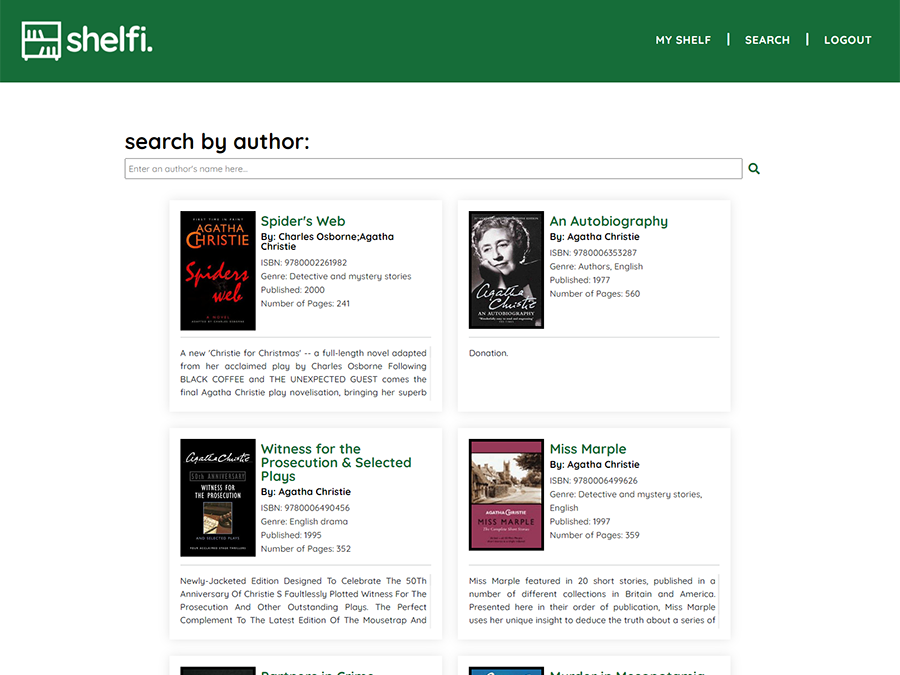 shelfi.
MY SHELF | SEARCH | LOGOUT
search by author:
Enter an author's name here...
FIRST TIME IN PRINT
AGATHA
CHRISTIE
Spiders
web
A NOVEL
Spider's Web
By: Charles Osborne;Agatha
Christie
ISBN: 9780002261982
Genre: Detective and mystery stories
Published: 2000
Number of Pages: 241
A new 'Christie for Christmas' -- a full-length novel adapted
from her acclaimed play by Charles Osborne Following
BLACK COFFEE and THE UNEXPECTED GUEST comes the
final Agatha Christie play novelisation, bringing her superb
Agatha
Christie
AN AUTOBIOGRAPHY
An Autobiography
By: Agatha Christie
ISBN: 9780006353287
Genre: Authors, English
Published: 1977
Number of Pages: 560
Donation.
Agatha Christie
50th ANNIVERSARY
WITNESS FOR
THE PROSECUTION
AND SELECTED PLAYS
Witness for the
Prosecution & Selected
Plays
By: Agatha Christie
ISBN: 9780006490456
Genre: English drama
Published: 1995
Number of Pages: 352
Newly-Jacketed Edition Designed To Celebrate The 50Th
Anniversary Of Christie S Faultlessly Plotted Witness For The
Prosecution And Other Outstanding Plays. The Perfect
Complement To The Latest Edition Of The Mousetrap And
AGATHA CHRISTIE
MISS MARPLE
The Complete Short Stories
Miss Marple
By: Agatha Christie
ISBN: 9780006499626
Genre: Detective and mystery stories,
English
Published: 1997
Number of Pages: 359
Miss Marple featured in 20 short stories, published in a
number of different collections in Britain and America.
Presented here in their order of publication, Miss Marple
uses her unique insight to deduce the truth about a series of
Partners in Crime
Murder in Mesopotamia